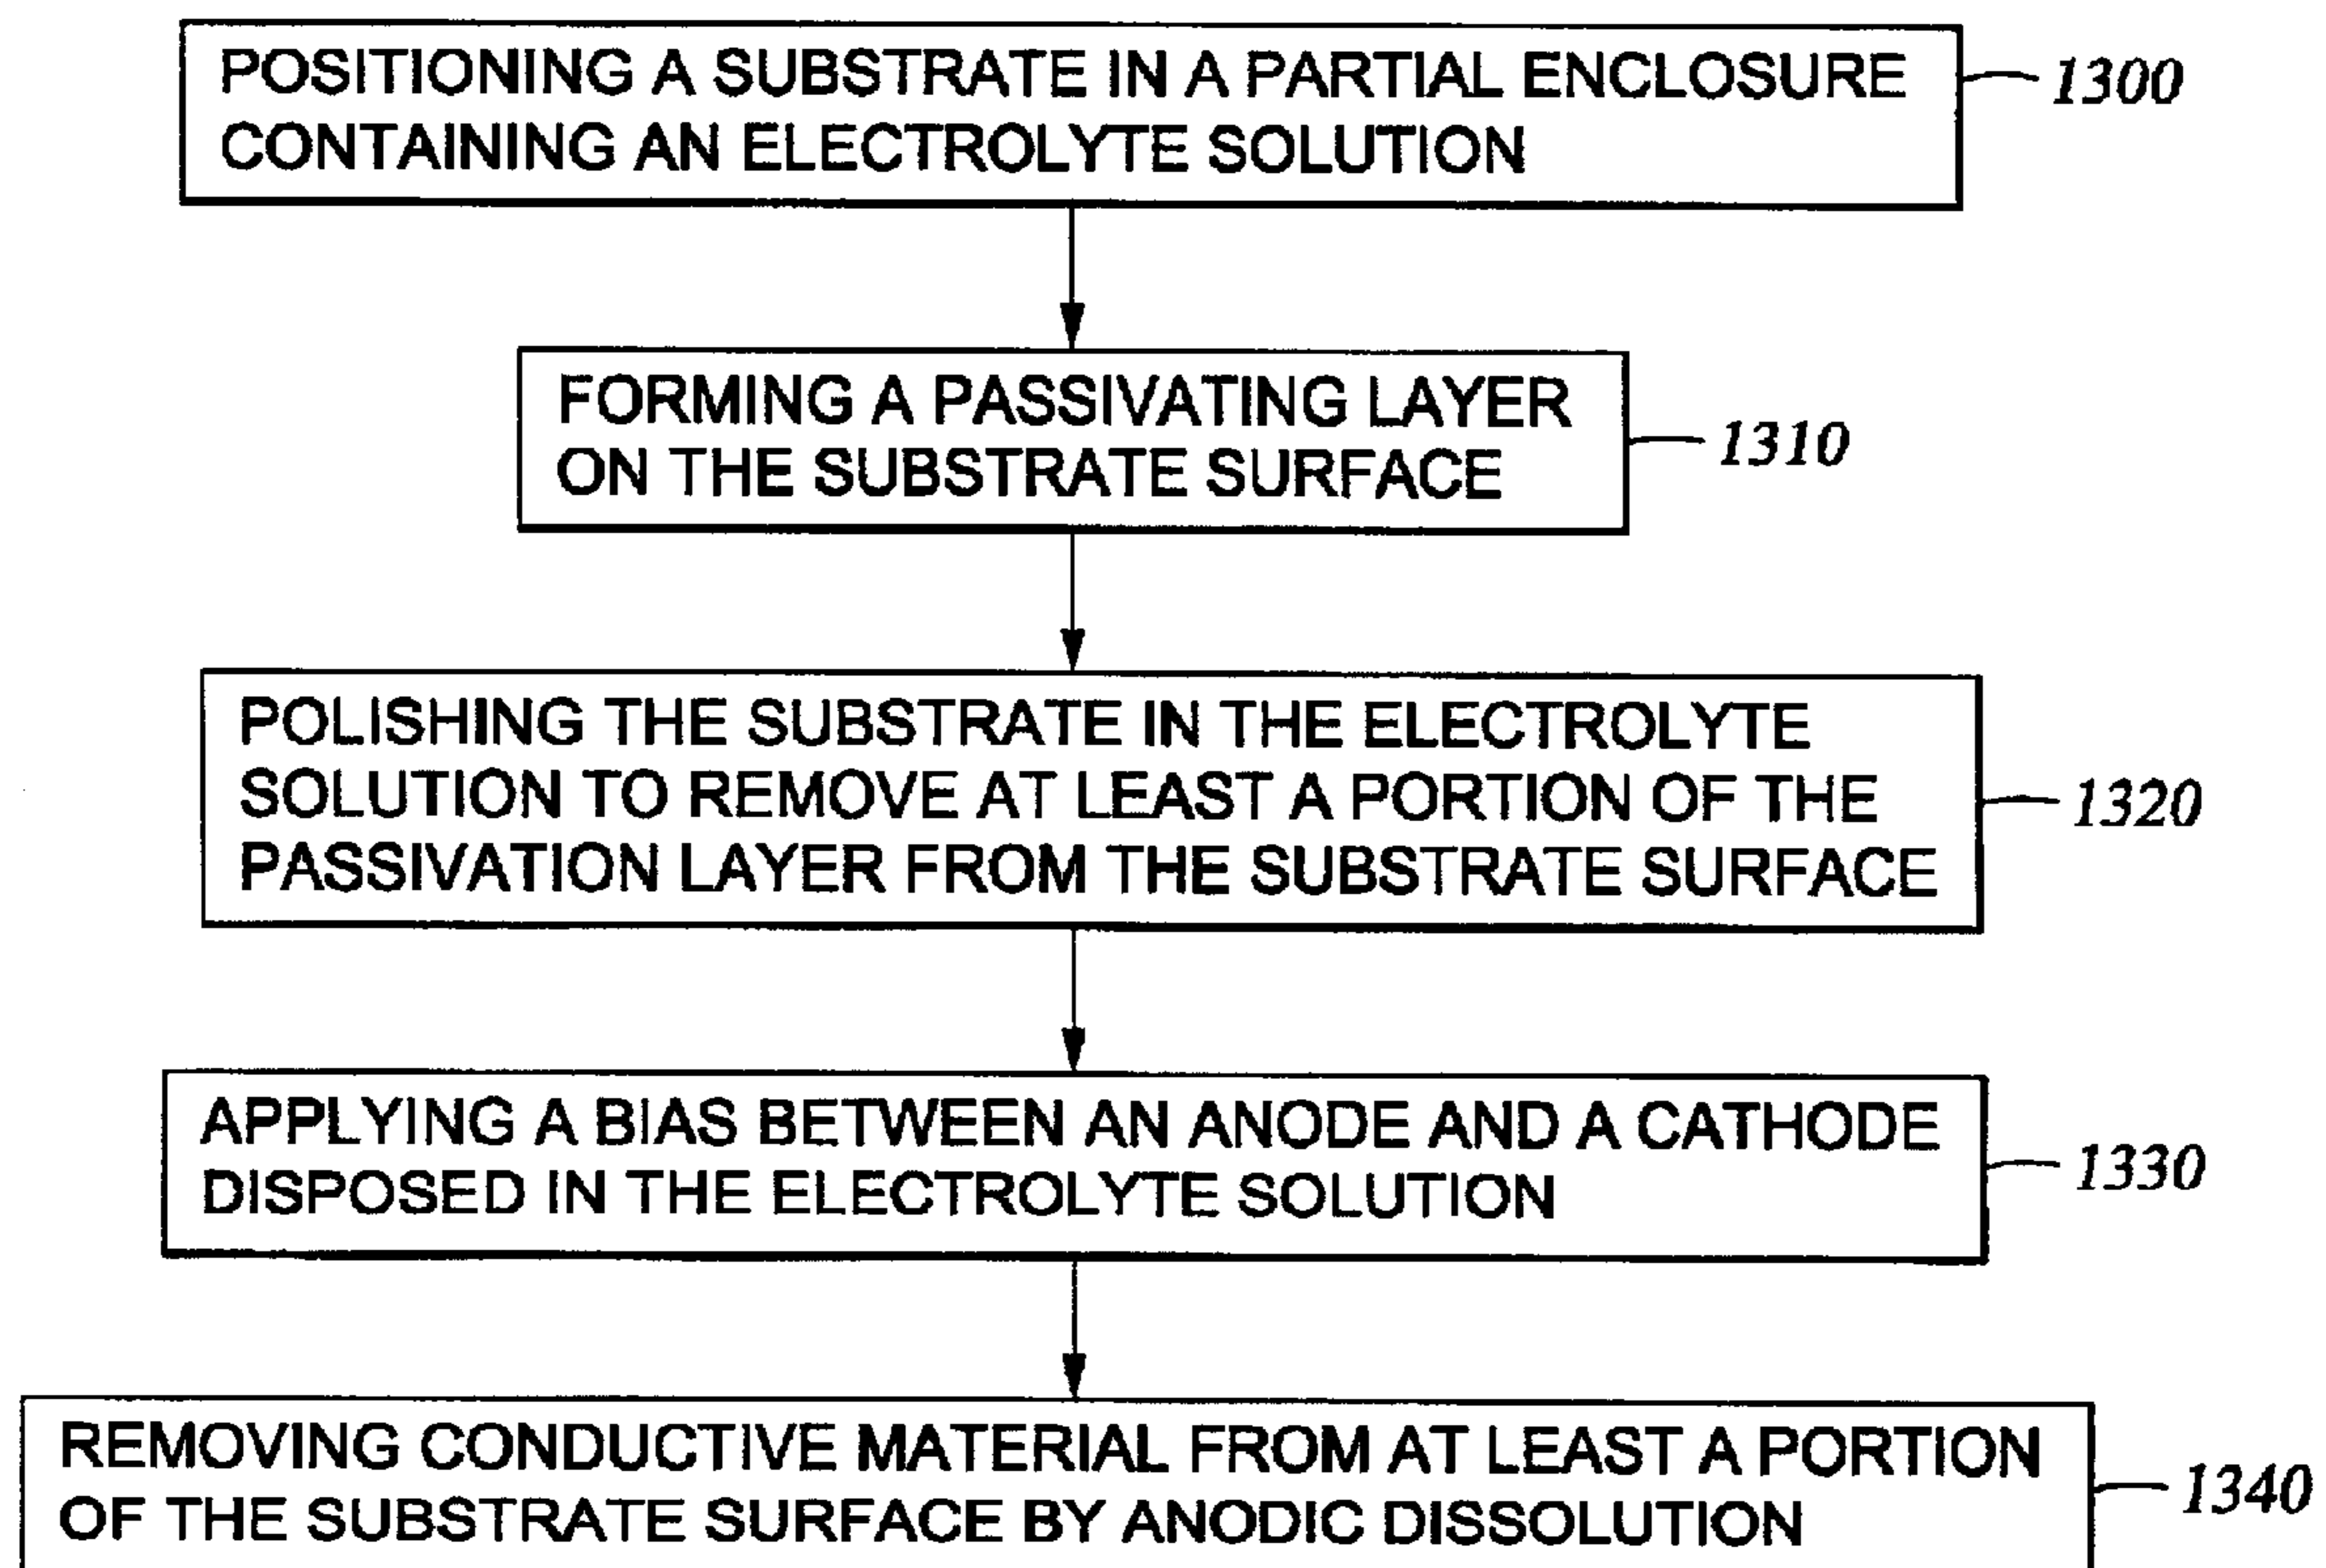 POSITIONING A SUBSTRATE IN A PARTIAL ENCLOSURE
CONTAINING AN ELECTROLYTE SOLUTION
1300
FORMING A PASSIVATING LAYER
ON THE SUBSTRATE SURFACE
1310
POLISHING THE SUBSTRATE IN THE ELECTROLYTE
SOLUTION TO REMOVE AT LEAST A PORTION OF THE
PASSIVATION LAYER FROM THE SUBSTRATE SURFACE
1320
APPLYING A BIAS BETWEEN AN ANODE AND A CATHODE
DISPOSED IN THE ELECTROLYTE SOLUTION
1330
REMOVING CONDUCTIVE MATERIAL FROM AT LEAST A PORTION
OF THE SUBSTRATE SURFACE BY ANODIC DISSOLUTION
1340